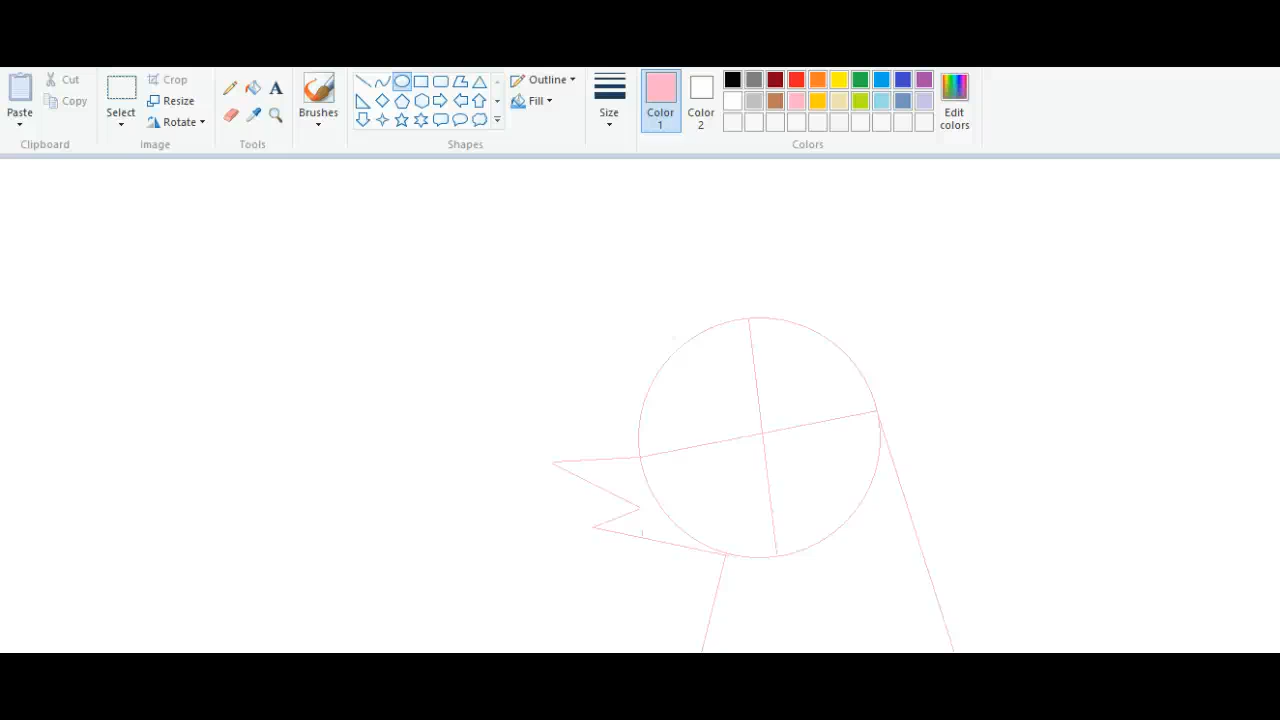 Paste
Cut
Copy
Clipboard
Select
Crop
Resize
Rotate
Image
Tools
Brushes
Outline
Fill
Shapes
Size
Color 1
Color 2
Edit colors
Colors